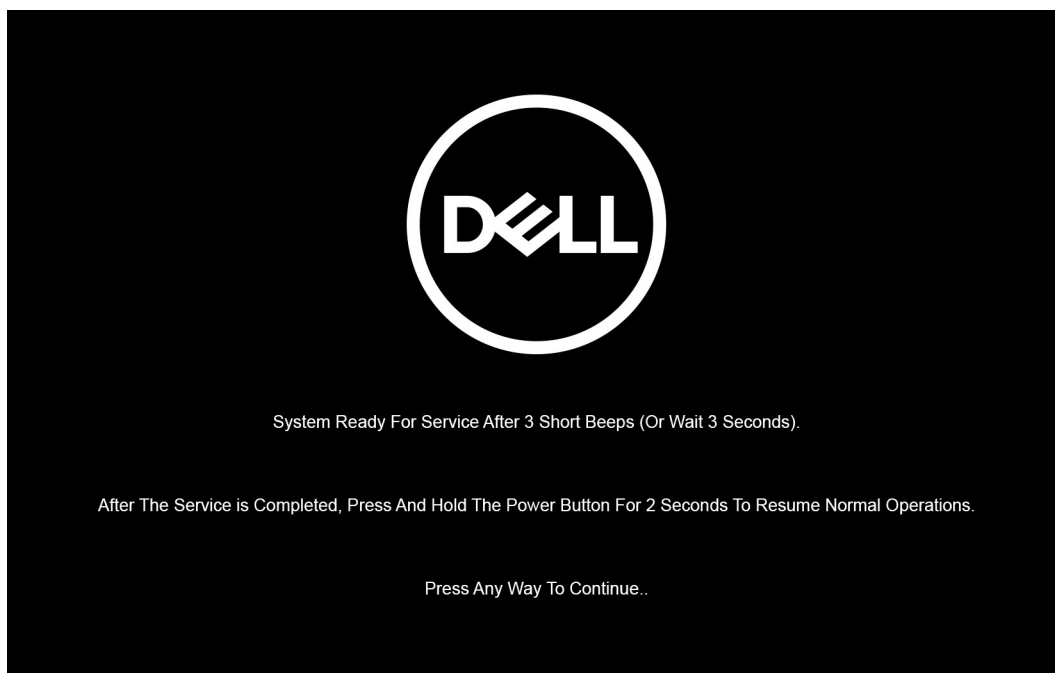 DELL
System Ready For Service After 3 Short Beeps (Or Wait 3 Seconds).
After The Service is Completed, Press And Hold The Power Button For 2 Seconds To Resume Normal Operations.
Press Any Way To Continue..